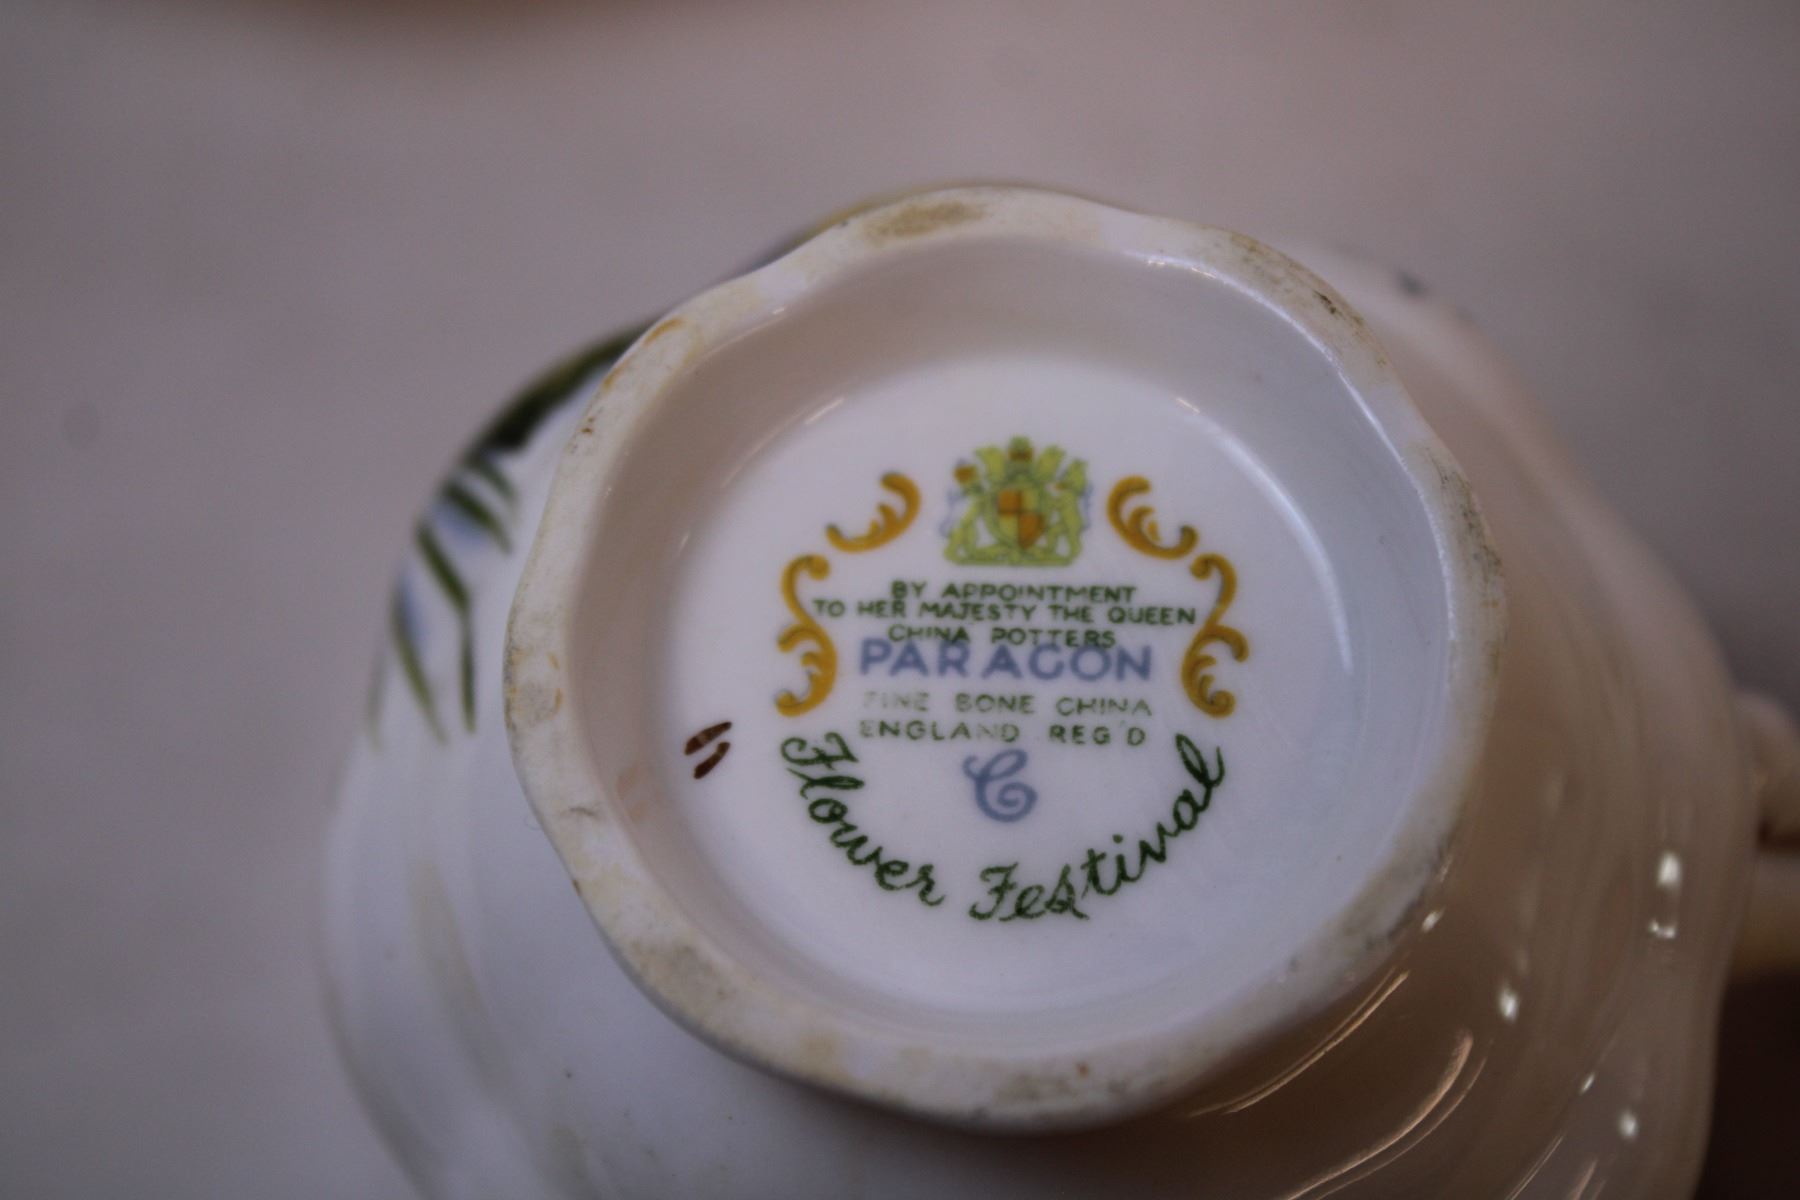 BY APPOINTMENT
TO HER MAJESTY THE QUEEN
CHINA POTTERS
PARAGON
FINE BONE CHINA
ENGLAND REG'D
C
Flower Festival